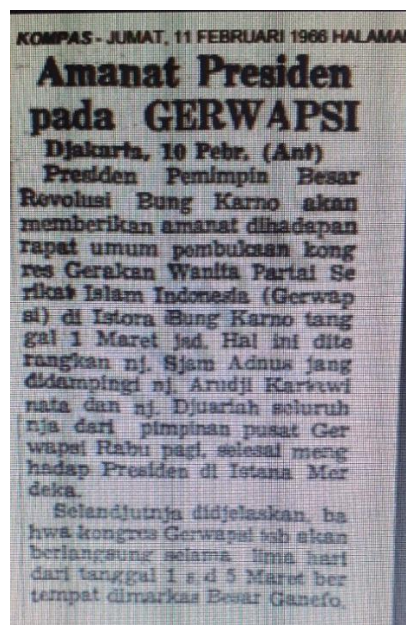 KOMPAS - JUMAT, 11 FEBRUARI 1966 HALAMA
Amanat Presiden
pada GERWAPSI
Djakarta, 10 Pebr. (Ant)
Presiden Pemimpin Besar
Revolusi Bung Karno akan
memberikan amanat dihadapan
rapat umum pembukaan kong
res Gerakan Wanita Partai Se
rikat Islam Indonesia (Gerwap
si) di Istora Bung Karno tang
gal 1 Maret jad. Hal ini dite
rangkan nj. Sjam Adnus jang
didampingi nj. Arudji Kartawi
nata dan nj. Djuariah seluruh
nja dari pimpinan pusat Ger
wapsi Rabu pagi, selesai meng
hadap Presiden di Istana Mer
deka.
Selandjutnja didjelaskan, ba
hwa kongres Gerwapsi tsb akan
berlangsung selama lima hari
dari tanggal 1 s.d 5 Maret ber
tempat dimarkas Besar Ganefo.